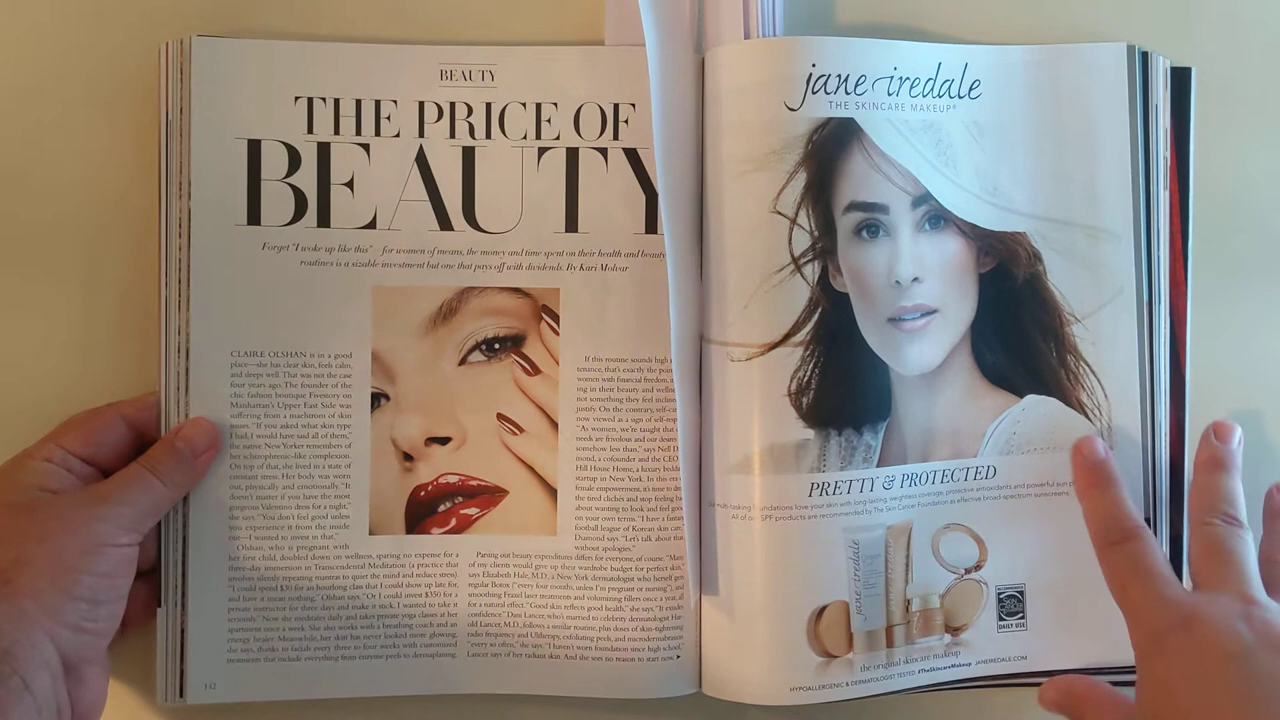 BEAUTY
THE PRICE OF
BEAUTY
Forget "I woke up like this" for women of means, the money and time spent on their health and beauty
routines is a sizable investment but one that pays off with dividends. By Kari Molvar
CLAIRE OLSHAN is in a good
place—she has clear skin, feels calm,
and sleeps well. That was not the case
four years ago. The founder of the
chic fashion boutique Fivestory on
Manhattan's Upper East Side was
suffering from a maelstrom of skin
issues. "If you asked what skin type
I had, I would have said all of them,"
the native New Yorker remembers of
her schizophrenic-like complexion.
On top of that, she lived in a state of
constant stress. Her body was worn
out, physically and emotionally. "It
doesn't matter if you have the most
gorgeous Valentino dress for a night,"
she says. "You don't feel good unless
you experience it from the inside
out—I wanted to invest in that."
Olshan, who is pregnant with
her first child, doubled down on wellness, sparing no expense for a
three-day immersion in Transcendental Meditation (a practice that
involves silently repeating mantras to quiet the mind and reduce stress).
"I could spend $30 for an hourlong class that I could show up late for,
and have it mean nothing," Olshan says. "Or I could invest $350 for a
private instructor for three days and make it stick. I wanted to take it
seriously." Now she meditates daily and takes private yoga classes at her
apartment once a week. She also works with a breathing coach and an
energy healer. Meanwhile, her skin has never looked more glowing,
she says, thanks to facials every three to four weeks with customized
treatments that include everything from enzyme peels to dermaplaning.
If this routine sounds high
tenance, that's exactly the poin
women with financial freedom, in
ing in their beauty and wellne
not something they feel incline
justify. On the contrary, self-car
now viewed as a sign of self-resp
"As women, we're taught that
needs are frivolous and our desires
somehow less than," says Nell D
mond, a cofounder and the CEO
Hill House Home, a luxury bedd
startup in New York. In this era
female empowerment, it's time to di
the tired clichés and stop feeling ba
about wanting to look and feel goo
on your own terms. "I have a fantas
football league of Korean skin care,"
Diamond says. "Let's talk about that
without apologies."
Parsing out beauty expenditures differs for everyone, of course. "Many
of my clients would give up their wardrobe budget for perfect skin,"
says Elizabeth Hale, M.D., a New York dermatologist who herself gets
regular Botox ("every four months, unless I'm pregnant or nursing"), and
smoothing Fraxel laser treatments and volumizing fillers once a year, all
for a natural effect. "Good skin reflects good health," she says. "It exudes
confidence." Dani Lancer, who's married to celebrity dermatologist Har-
old Lancer, M.D., follows a similar routine, plus doses of skin-tightening
radio frequency and Ultherapy, exfoliating peels, and microdermabrasion
"every so often," she says. "I haven't worn foundation since high school,"
Lancer says of her radiant skin. And she sees no reason to start now.➤
142
jane iredale
THE SKINCARE MAKEUP®
PRETTY & PROTECTED
multi-tasking foundations love your skin with long-lasting, weightless coverage, protective antioxidants and powerful sun p
All of our SPF products are recommended by The Skin Cancer Foundation as effective broad-spectrum sunscreens.
jane iredale
RECOMMENDED
SKIN
CANCER
FOUNDATION
DAILY USE
the original skincare makeup
HYPOALLERGENIC & DERMATOLOGIST TESTED #TheSkincareMakeup JANEIREDALE.COM